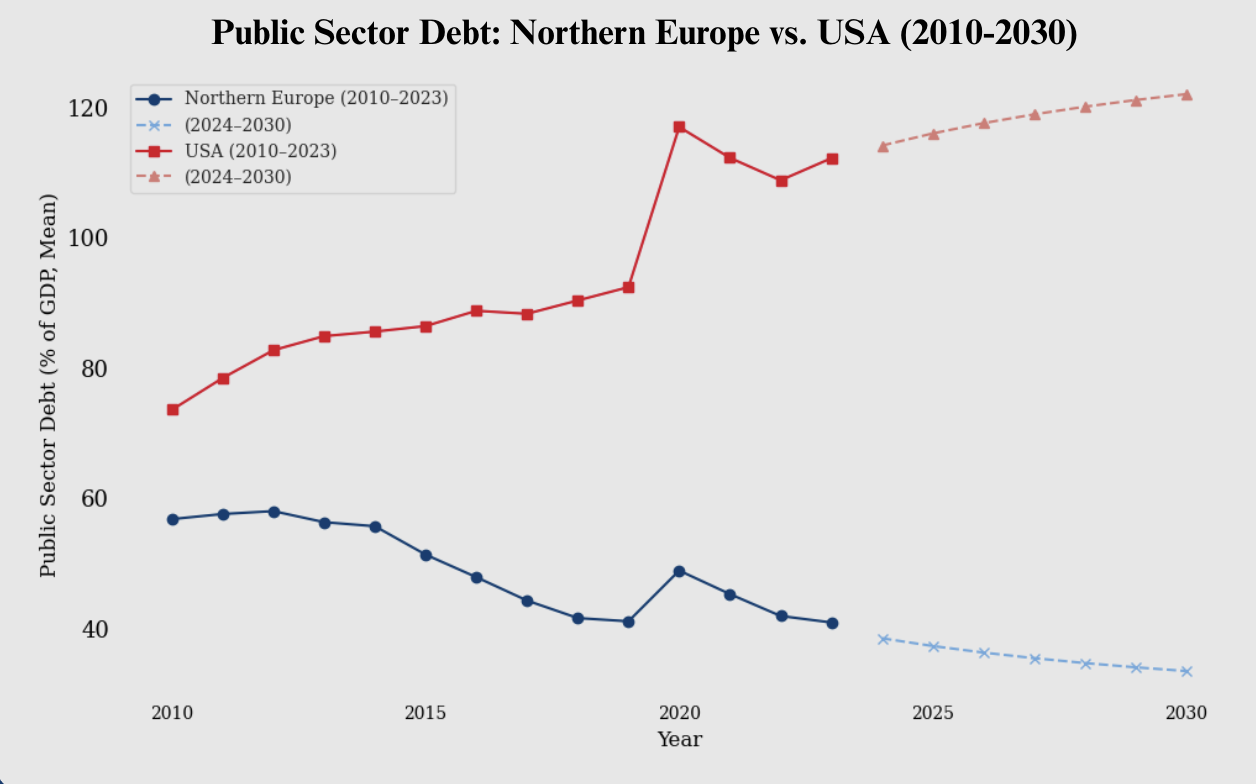 Public Sector Debt: Northern Europe vs. USA (2010-2030)
Northern Europe (2010–2023)
(2024–2030)
USA (2010–2023)
(2024–2030)
Public Sector Debt (% of GDP, Mean)
120
100
80
60
40
2010 2015 2020 2025 2030
Year